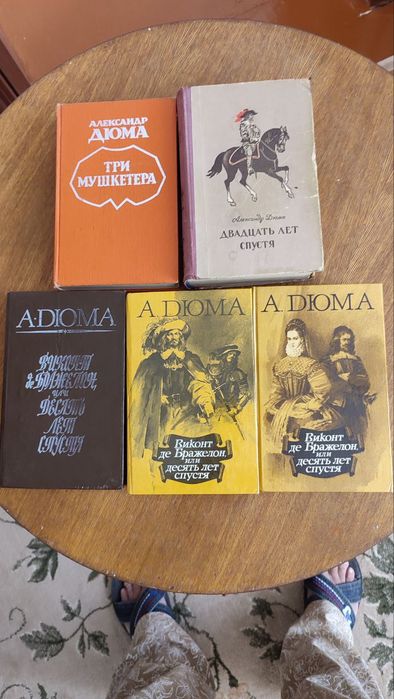 АЛЕКСАНДР
ДЮМА
ТРИ
МУШКЕТЕРА
Александр Дюма
ДВАДЦАТЬ ЛЕТ
СПУСТЯ
А·ДЮМА
ВИКОНТ
де БРАЖЕЛОН,
ИЛИ
ДЕСЯТЬ
ЛЕТ
СПУСТЯ
А. ДЮМА
Виконт
де Бражелон,
или
десять лет
спустя
А. ДЮМА
Виконт
де Бражелон,
или
десять лет
спустя